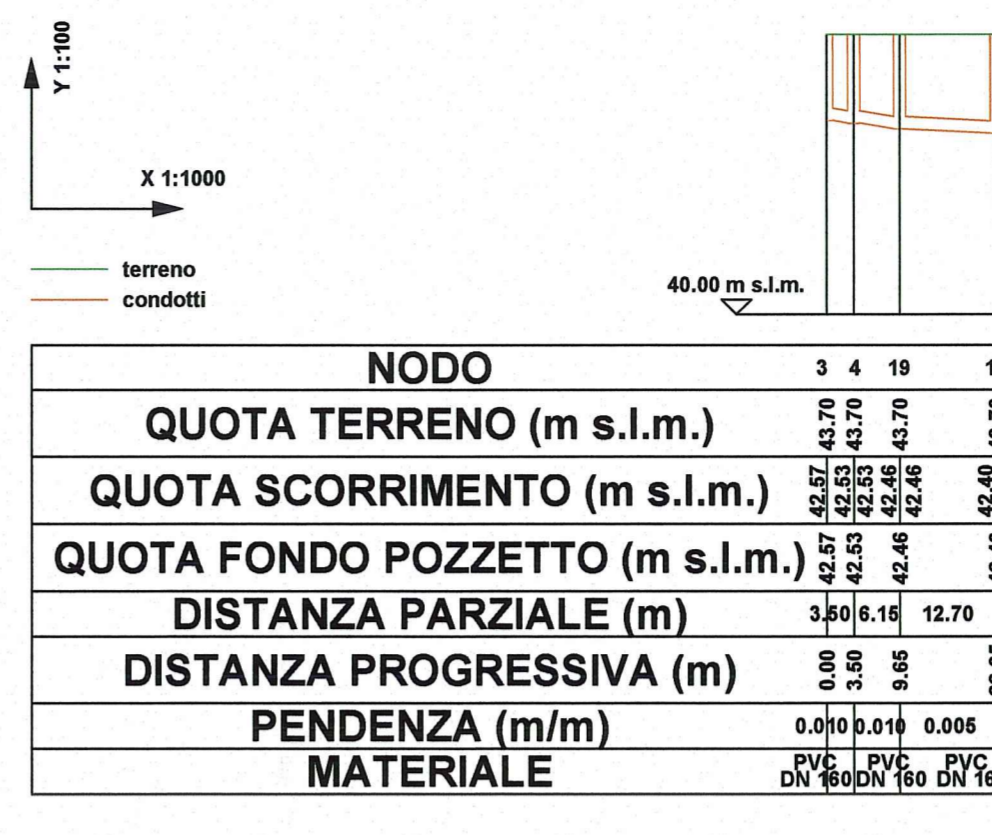 Y 1:100
X 1:1000
terreno
condotti
40.00 m s.l.m.
NODO 3 4 19
QUOTA TERRENO (m s.l.m.) 43.70 43.70 43.70
QUOTA SCORRIMENTO (m s.l.m.) 42.57 42.53 42.53 42.46 42.46 42.40
QUOTA FONDO POZZETTO (m s.l.m.) 42.57 42.53 42.46
DISTANZA PARZIALE (m) 3.50 6.15 12.70
DISTANZA PROGRESSIVA (m) 0.00 3.50 9.65
PENDENZA (m/m) 0.010 0.010 0.005
MATERIALE PVC PVC PVC
DN 160 DN 160 DN 16